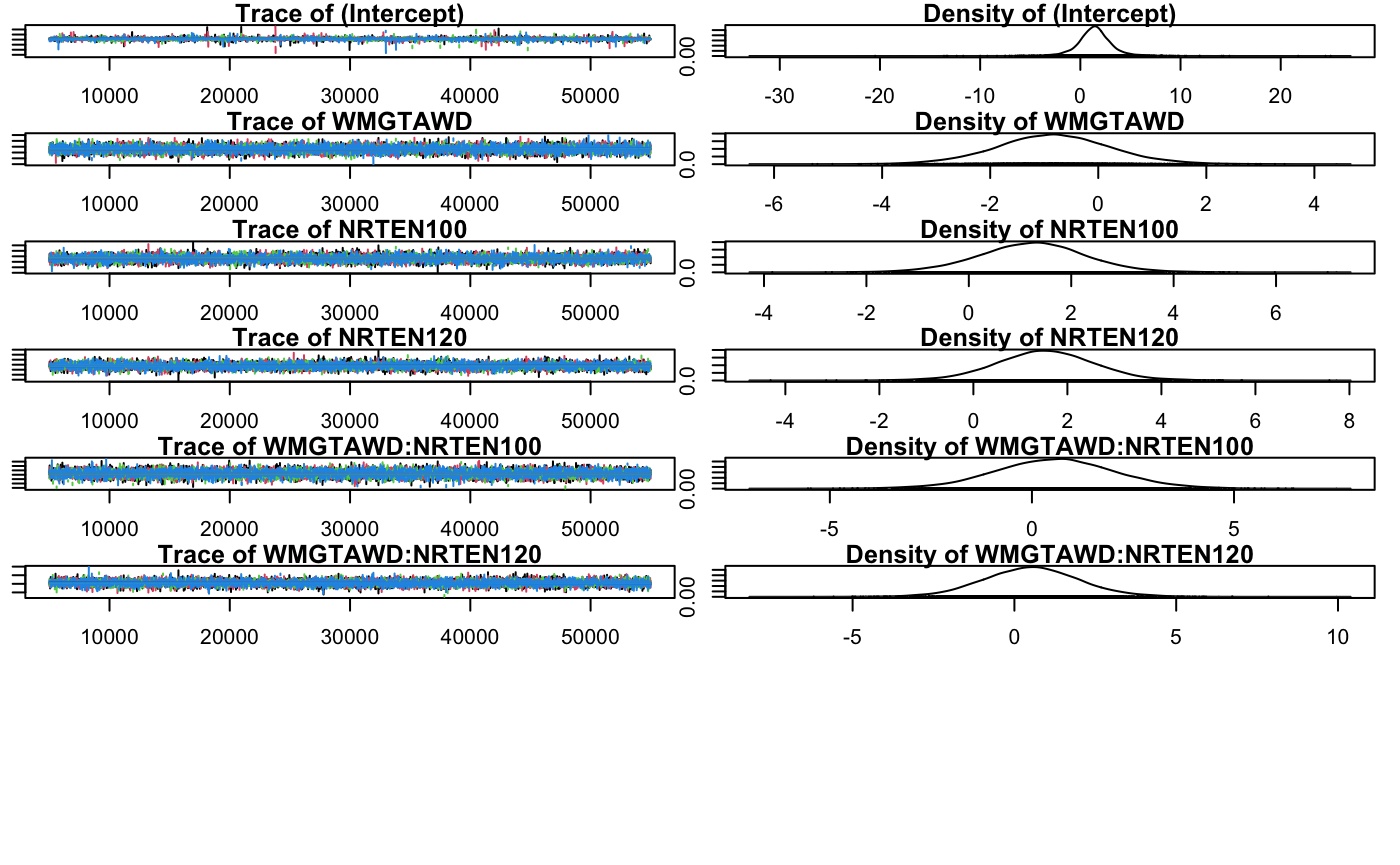 Trace of (Intercept) Density of (Intercept)
0.00
10000 20000 30000 40000 50000 -30 -20 -10 0 10 20
Trace of WMGTAWD Density of WMGTAWD
0.0
10000 20000 30000 40000 50000 -6 -4 -2 0 2 4
Trace of NRTEN100 Density of NRTEN100
0.0
10000 20000 30000 40000 50000 -4 -2 0 2 4 6
Trace of NRTEN120 Density of NRTEN120
0.0
10000 20000 30000 40000 50000 -4 -2 0 2 4 6 8
Trace of WMGTAWD:NRTEN100 Density of WMGTAWD:NRTEN100
0.00
10000 20000 30000 40000 50000 -5 0 5
Trace of WMGTAWD:NRTEN120 Density of WMGTAWD:NRTEN120
0.00
10000 20000 30000 40000 50000 -5 0 5 10